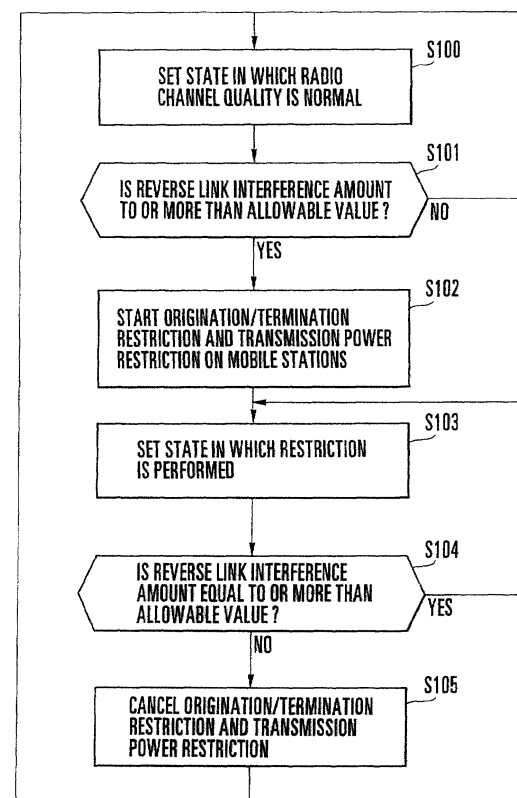 S100
SET STATE IN WHICH RADIO
CHANNEL QUALITY IS NORMAL
S101
IS REVERSE LINK INTERFERENCE AMOUNT
TO OR MORE THAN ALLOWABLE VALUE ?
NO
YES
S102
START ORIGINATION/TERMINATION
RESTRICTION AND TRANSMISSION POWER
RESTRICTION ON MOBILE STATIONS
S103
SET STATE IN WHICH RESTRICTION
IS PERFORMED
S104
IS REVERSE LINK INTERFERENCE
AMOUNT EQUAL TO OR MORE THAN
ALLOWABLE VALUE ?
YES
NO
S105
CANCEL ORIGINATION/TERMINATION
RESTRICTION AND TRANSMISSION
POWER RESTRICTION